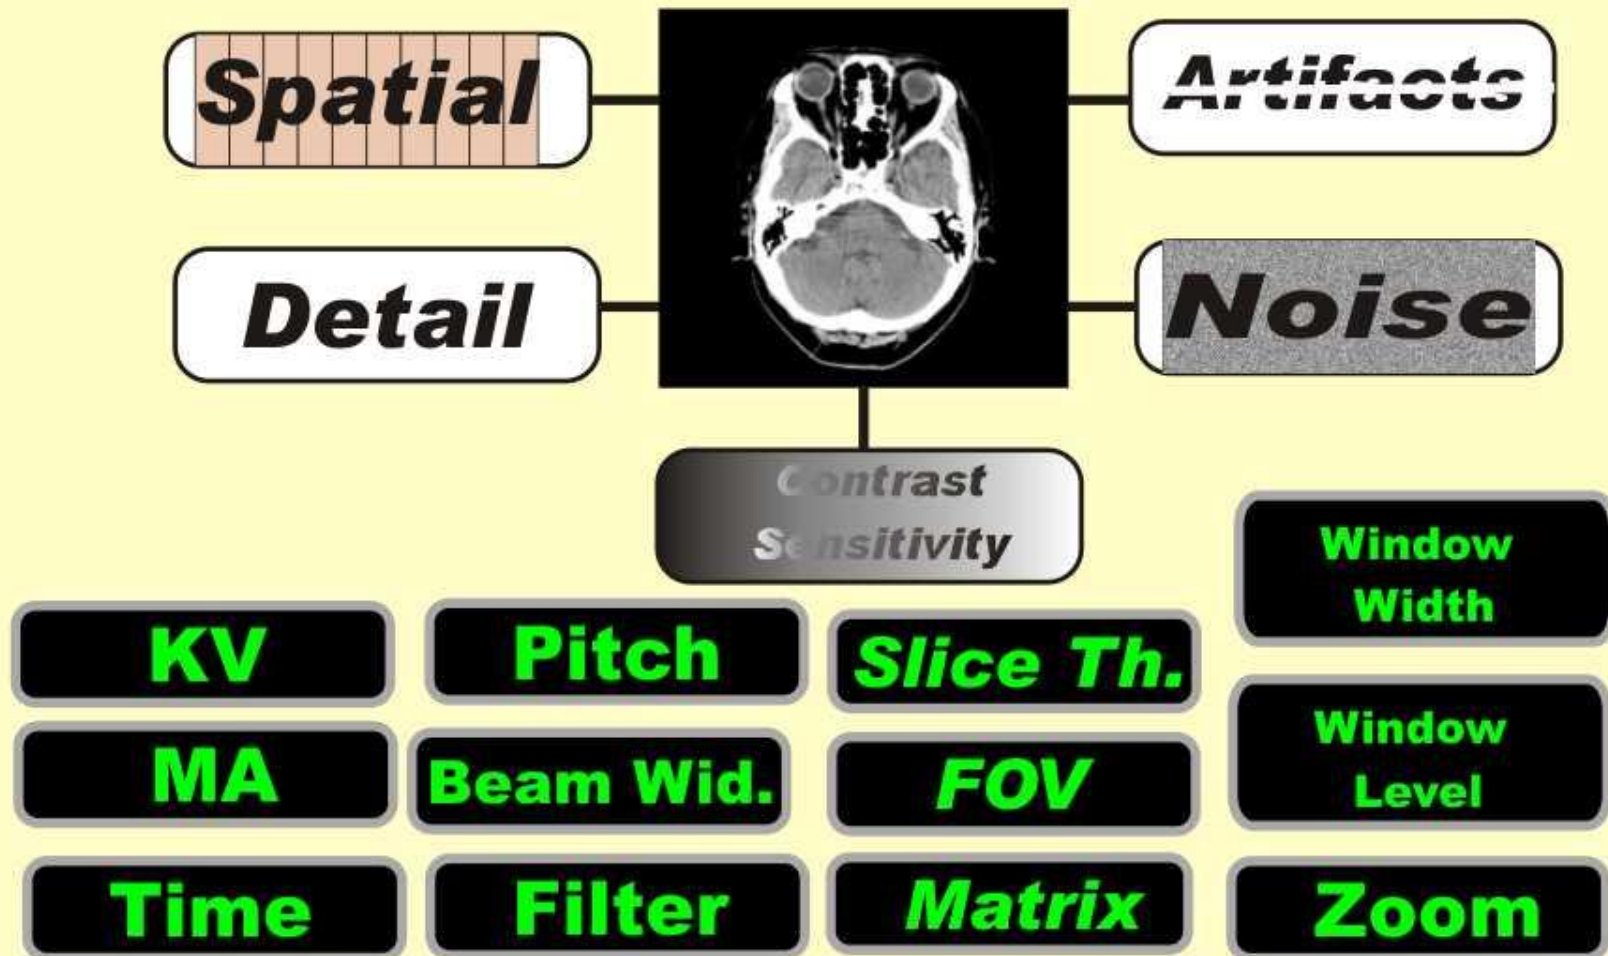 Spatial
Artifacts
Detail
Noise
Contrast
Sensitivity
Window
Width
KV
Pitch
Slice Th.
Window
Level
MA
Beam Wid.
FOV
Time
Filter
Matrix
Zoom